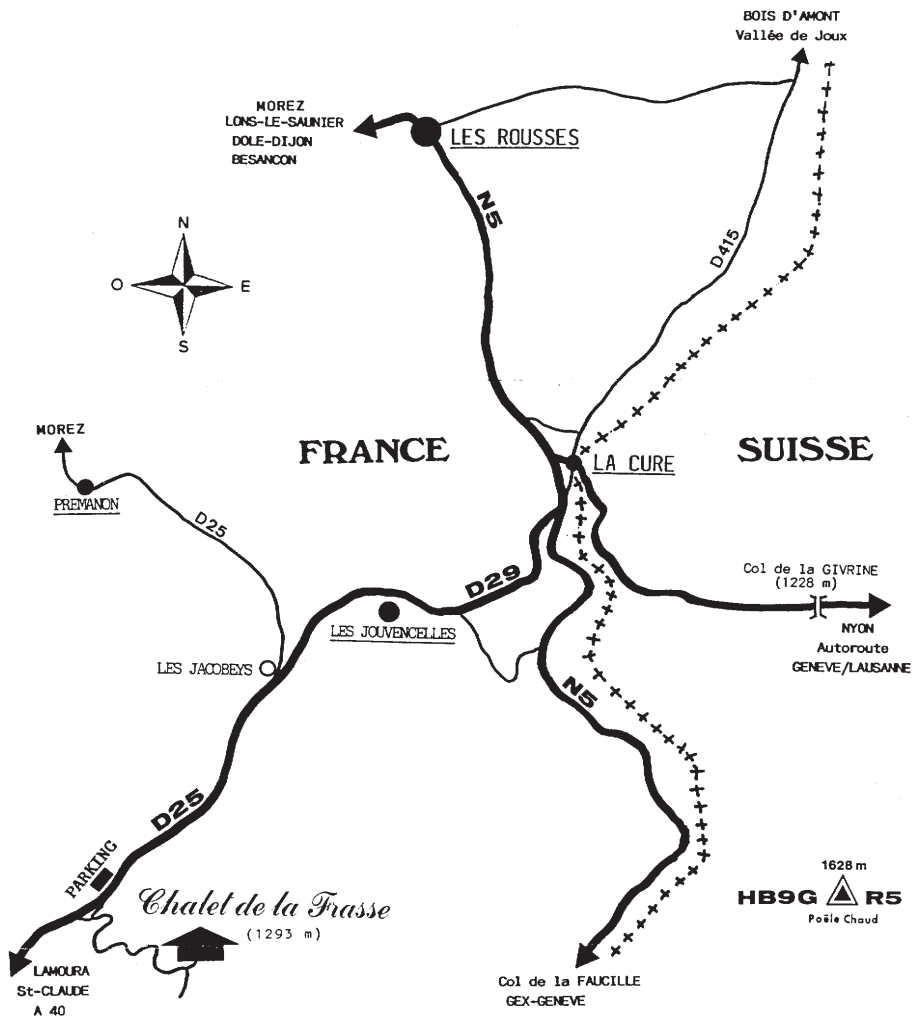 BOIS D'AMONT
Vallée de Joux
MOREZ
LONS-LE-SAUNIER
DOLE-DIJON
BESANCON
LES ROUSSES
N5
D415
N
O
E
S
MOREZ
PREMANON
D25
FRANCE
SUISSE
LA CURE
Col de la GIVRINE
(1228 m)
D29
LES JOUVENCELLES
NYON
Autoroute
GENEVE/LAUSANNE
LES JACOBEYS
N5
D25
PARKING
Chalet de la Frasse
(1293 m)
1628 m
HB9G R5
Poële Chaud
LAMOURA
St-CLAUDE
A 40
Col de la FAUCILLE
GEX-GENEVE